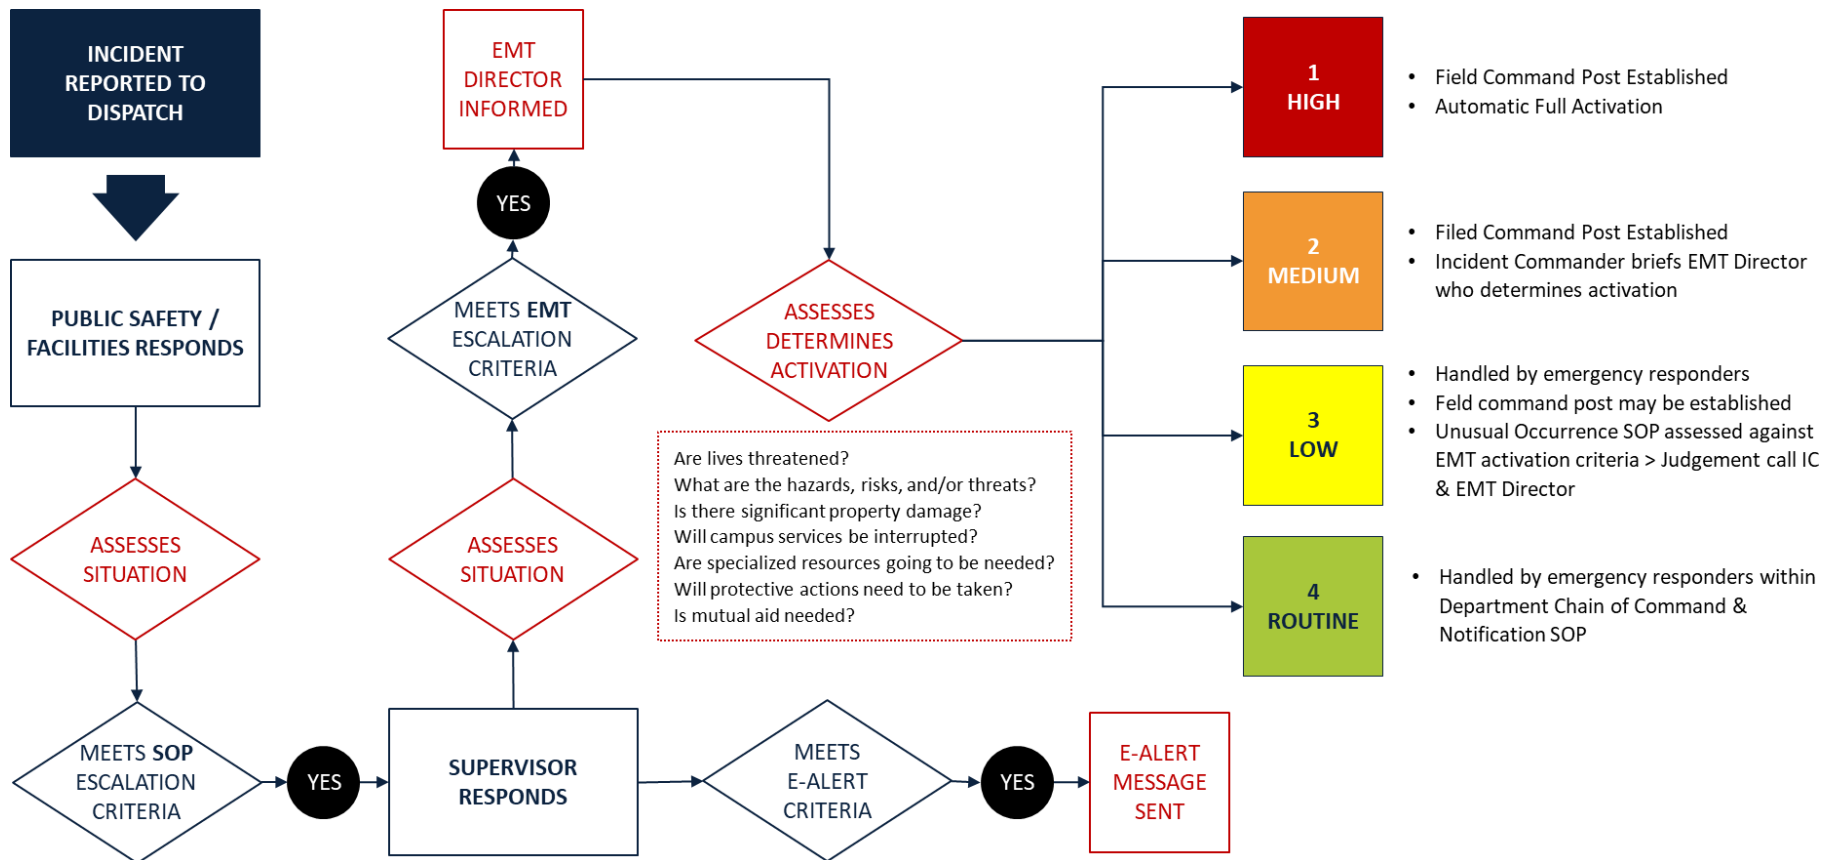 INCIDENT
REPORTED TO
DISPATCH
PUBLIC SAFETY /
FACILITIES RESPONDS
ASSESSES
SITUATION
MEETS SOP
ESCALATION
CRITERIA
YES
SUPERVISOR
RESPONDS
ASSESSES
SITUATION
MEETS EMT
ESCALATION
CRITERIA
YES
EMT
DIRECTOR
INFORMED
ASSESSES
DETERMINES
ACTIVATION
Are lives threatened?
What are the hazards, risks, and/or threats?
Is there significant property damage?
Will campus services be interrupted?
Are specialized resources going to be needed?
Will protective actions need to be taken?
Is mutual aid needed?
MEETS
E-ALERT
CRITERIA
YES
E-ALERT
MESSAGE
SENT
1
HIGH
• Field Command Post Established
• Automatic Full Activation
2
MEDIUM
• Filed Command Post Established
• Incident Commander briefs EMT Director
who determines activation
3
LOW
• Handled by emergency responders
• Feld command post may be established
• Unusual Occurrence SOP assessed against
EMT activation criteria > Judgement call IC
& EMT Director
4
ROUTINE
• Handled by emergency responders within
Department Chain of Command &
Notification SOP